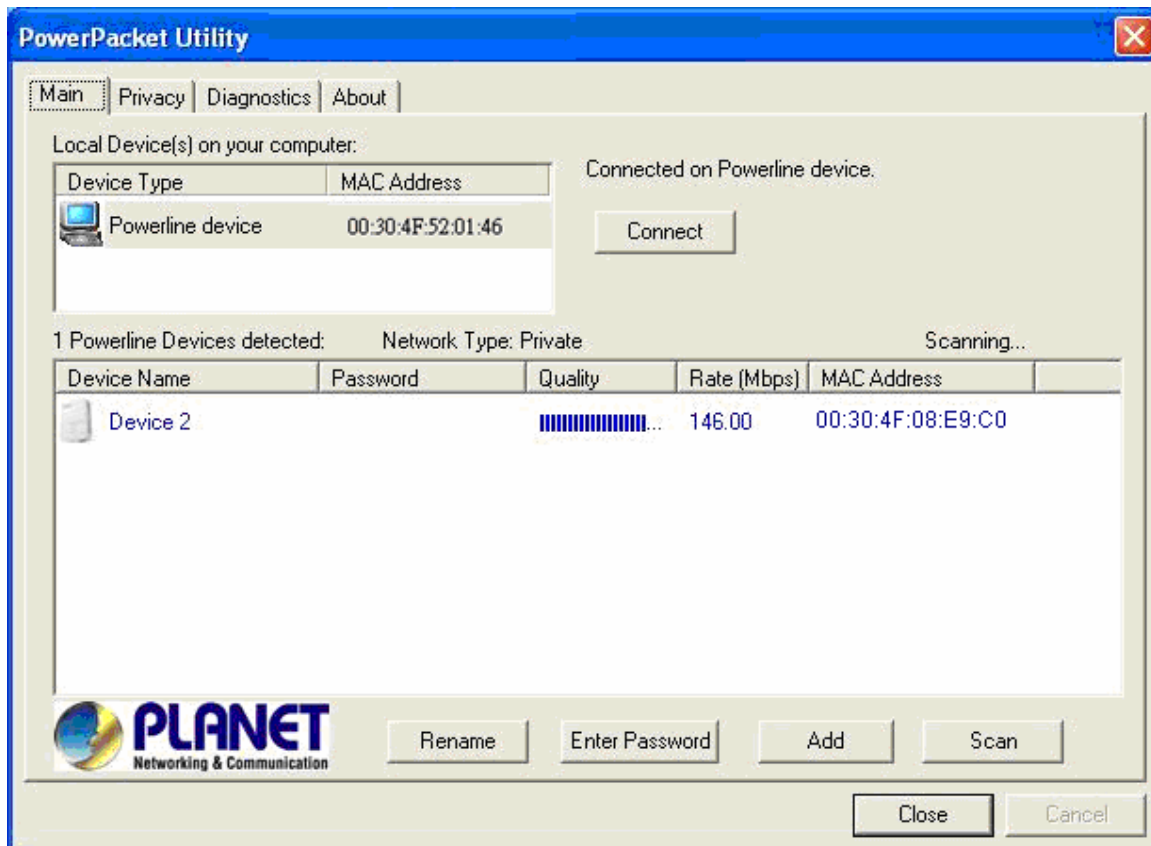 PowerPacket Utility
Main Privacy Diagnostics About
Local Device(s) on your computer:
Device Type MAC Address
Powerline device 00:30:4F:52:01:46
Connected on Powerline device.
Connect
1 Powerline Devices detected: Network Type: Private Scanning...
Device Name Password Quality Rate (Mbps) MAC Address
Device 2 ... 146.00 00:30:4F:08:E9:C0
PLANET
Networking & Communication
Rename Enter Password Add Scan
Close Cancel